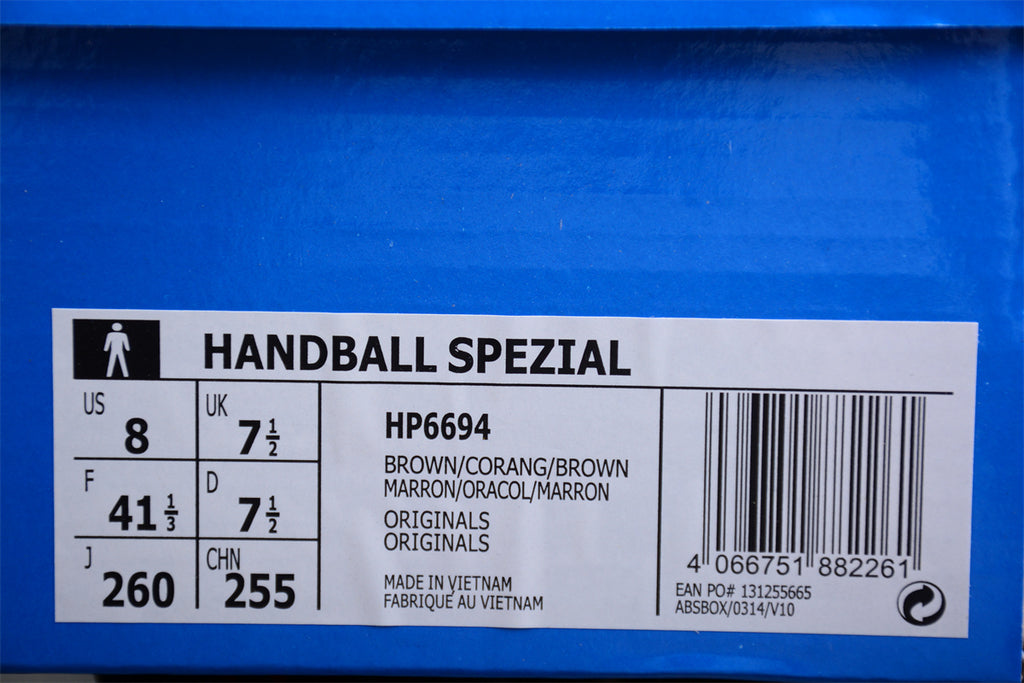 HANDBALL SPEZIAL
US 8
UK 7 1/2
F 41 1/3
D 7 1/2
J 260
CHN 255
HP6694
BROWN/CORANG/BROWN
MARRON/ORACOL/MARRON
ORIGINALS
ORIGINALS
MADE IN VIETNAM
FABRIQUE AU VIETNAM
4 066751 882261
EAN PO# 131255665
ABSBOX/0314/V10